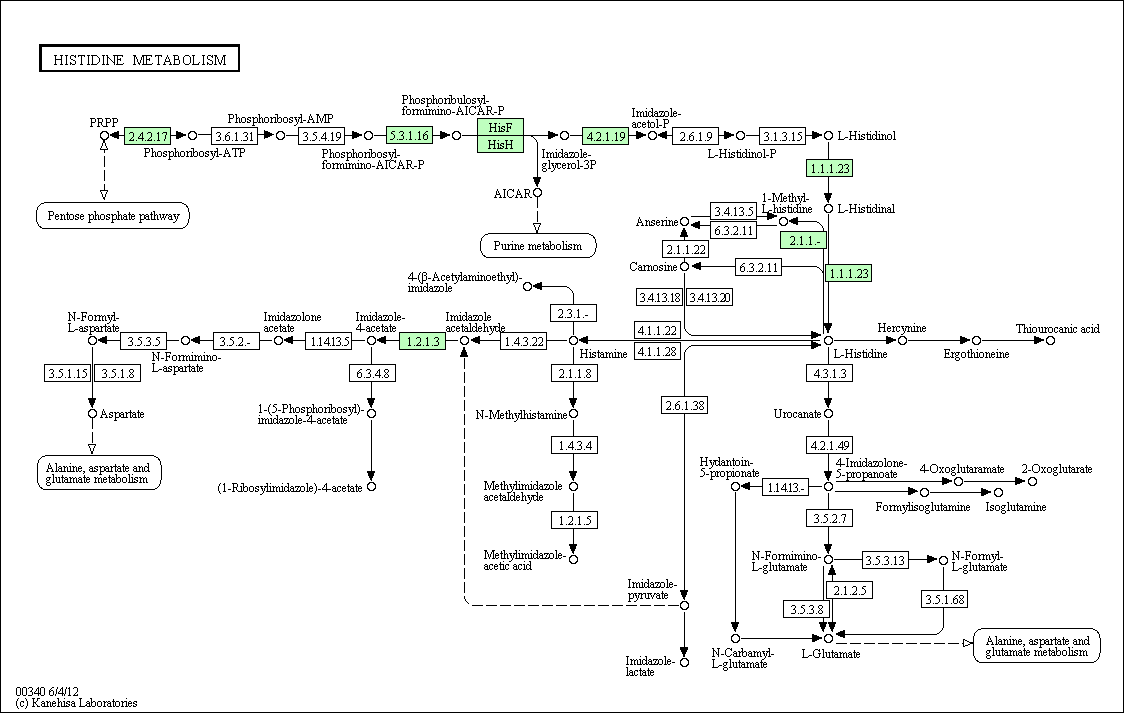 HISTIDINE METABOLISM
Phosphoribulosyl-
formimino-AICAR-P
PRPP
Phosphoribosyl-AMP
Imidazole-
acetol-P
2.4.2.17
3.6.1.31
3.5.4.19
5.3.1.16
HisF
HisH
4.2.1.19
2.6.1.9
3.1.3.15
L-Histidinol
Phosphoribosyl-ATP
Phosphoribosyl-
formimino-AICAR-P
Imidazole-
glycerol-3P
L-Histidinol-P
1.1.1.23
AICAR
Pentose phosphate pathway
Purine metabolism
1-Methyl-
L-histidine
L-Histidinal
Anserine
3.4.13.5
6.3.2.11
2.1.1.-
2.1.1.22
Carnosine
6.3.2.11
1.1.1.23
4-(β-Acetylaminoethyl)-
imidazole
3.4.13.18
3.4.13.20
2.3.1.-
N-Formyl-
L-aspartate
Imidazolone
acetate
Imidazole-
4-acetate
Imidazole
acetaldehyde
4.1.1.22
Hercynine
Thiourocanic acid
3.5.3.5
3.5.2.-
1.14.13.5
1.2.1.3
1.4.3.22
Histamine
4.1.1.28
L-Histidine
Ergothioneine
N-Formimino-
L-aspartate
3.5.1.15
3.5.1.8
6.3.4.8
2.1.1.8
4.3.1.3
2.6.1.38
Aspartate
1-(5-Phosphoribosyl)-
imidazole-4-acetate
N-Methylhistamine
Urocanate
1.4.3.4
4.2.1.49
Alanine, aspartate and
glutamate metabolism
Hydantoin-
5-propionate
4-Imidazolone-
5-propanoate
4-Oxoglutaramate
2-Oxoglutarate
(1-Ribosylimidazole)-4-acetate
Methylimidazole
acetaldehyde
1.14.13.-
Formylisoglutamine
Isoglutamine
1.2.1.5
3.5.2.7
Methylimidazole-
acetic acid
N-Formimino-
L-glutamate
3.5.3.13
N-Formyl-
L-glutamate
Imidazole-
pyruvate
2.1.2.5
3.5.3.8
3.5.1.68
N-Carbamyl-
L-glutamate
L-Glutamate
Alanine, aspartate and
glutamate metabolism
Imidazole-
lactate
00340 6/4/12
(c) Kanehisa Laboratories